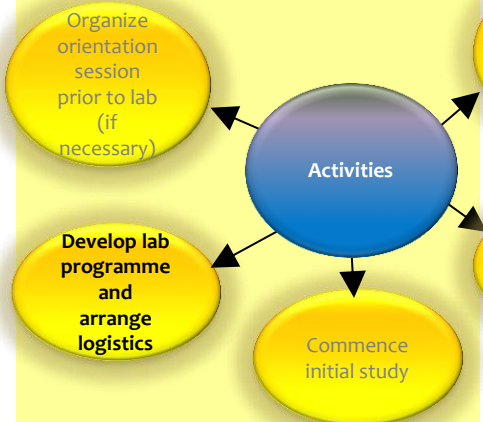 Organize
orientation
session
prior to lab
(if
necessary)
Activities
Develop lab
programme
and
arrange
logistics
Commence
initial study